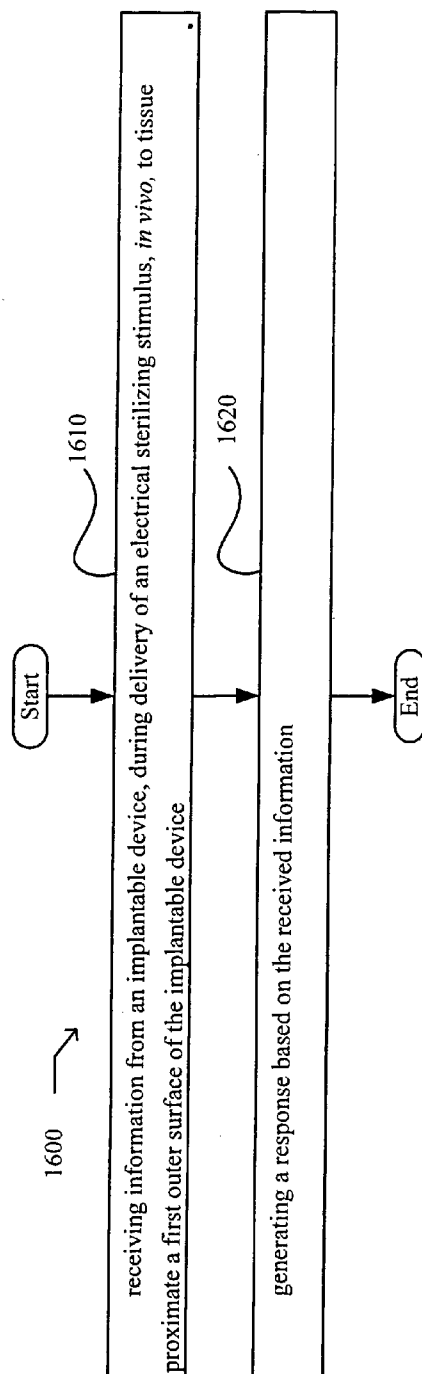 1600
Start
1610
receiving information from an implantable device, during delivery of an electrical sterilizing stimulus, in vivo, to tissue
proximate a first outer surface of the implantable device
1620
generating a response based on the received information
End